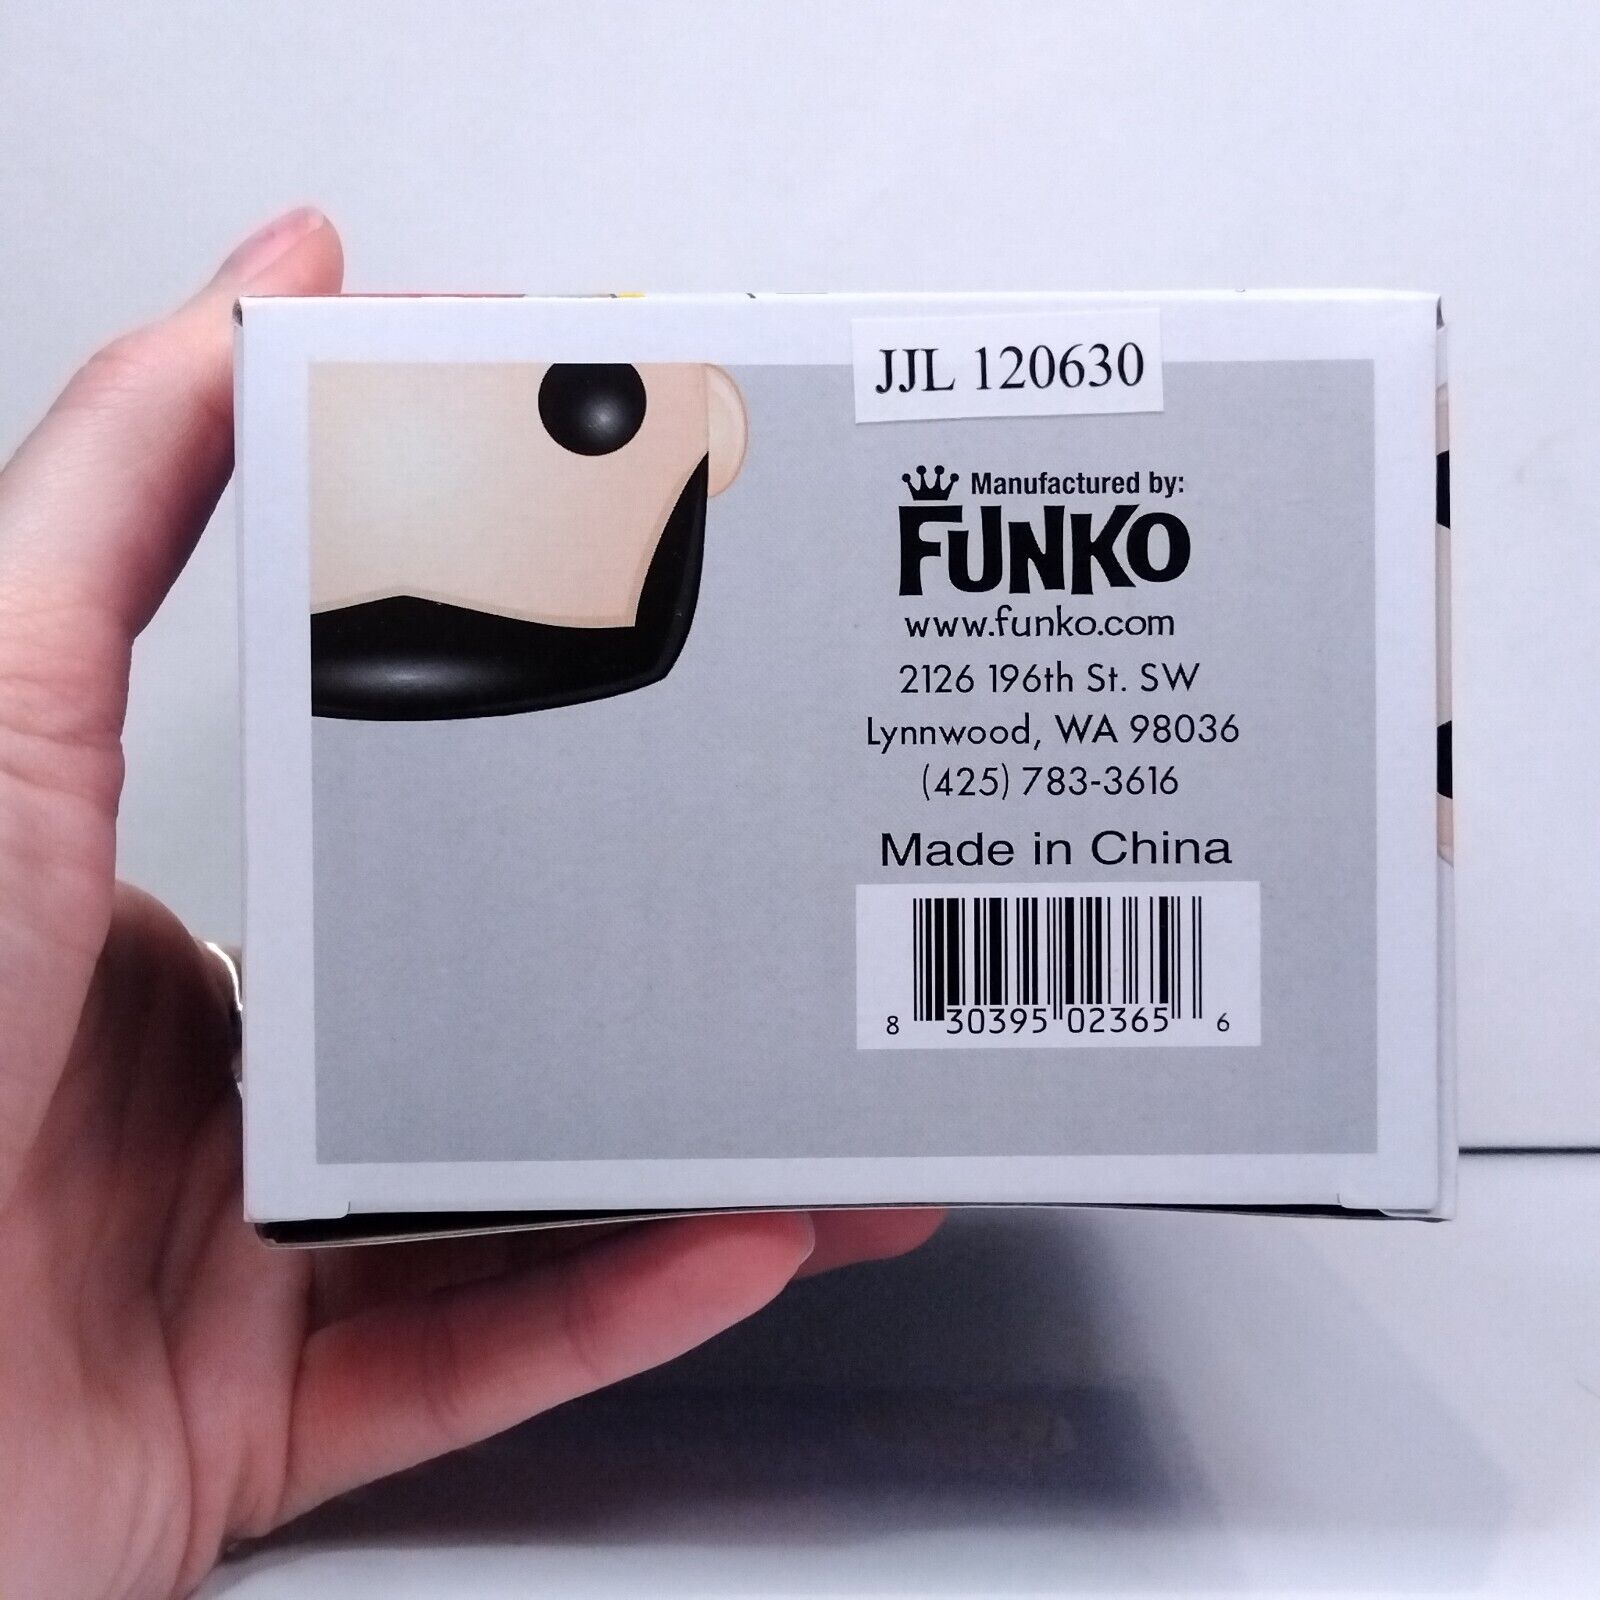 JJL 120630
Manufactured by:
FUNKO
www.funko.com
2126 196th St. SW
Lynnwood, WA 98036
(425) 783-3616
Made in China
8 30395 02365 6